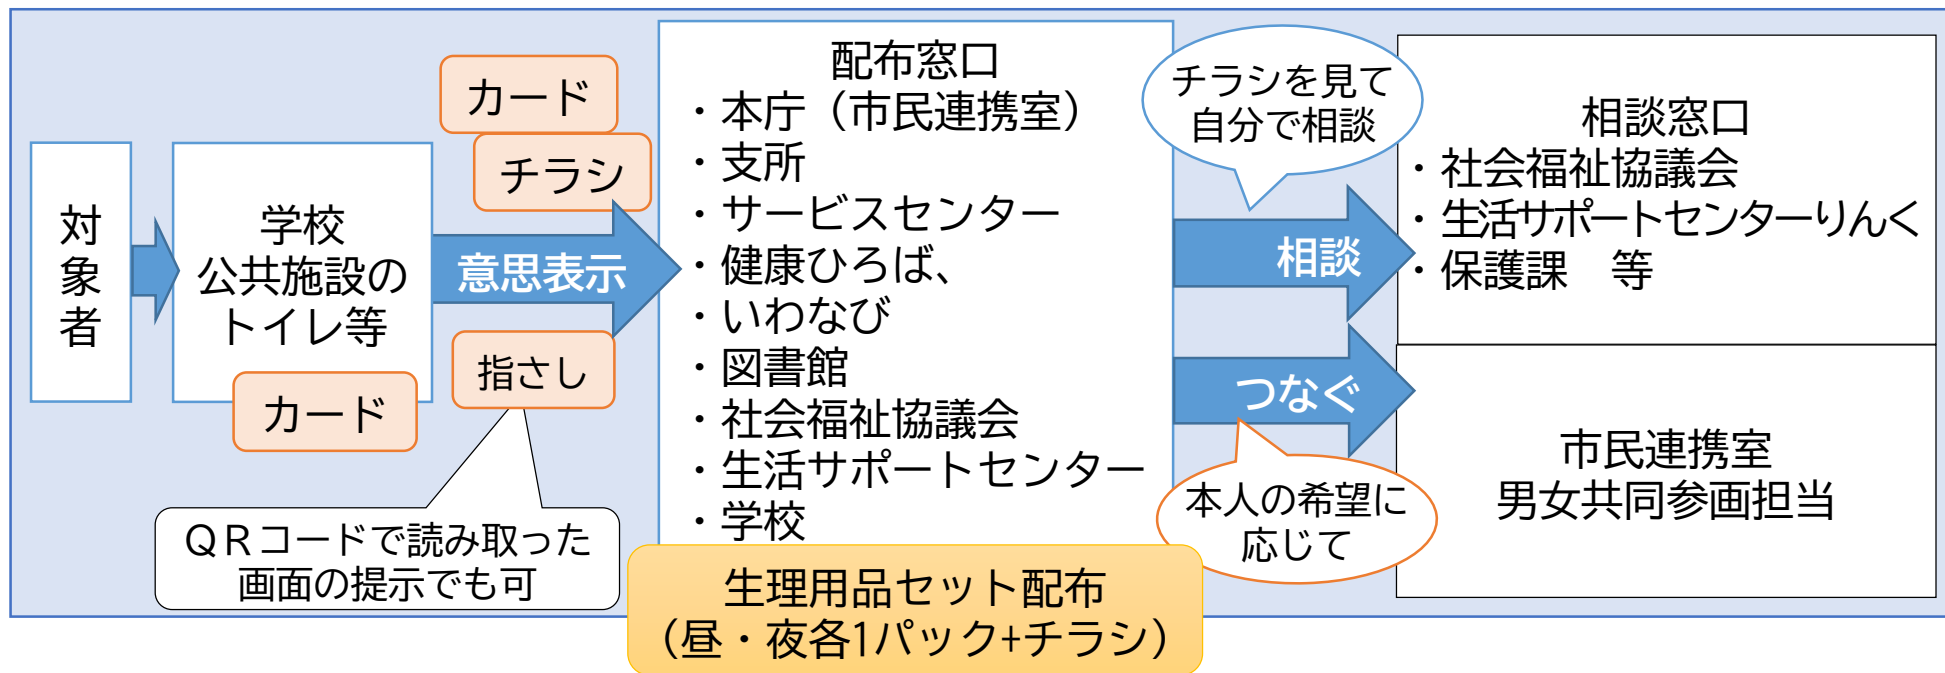 対
象
者
学校
公共施設の
トイレ等
カード
カード
チラシ
意思表示
指さし
ＱＲコードで読み取った
画面の提示でも可
配布窓口
・本庁（市民連携室）
・支所
・サービスセンター
・健康ひろば、
・いわなび
・図書館
・社会福祉協議会
・生活サポートセンター
・学校
生理用品セット配布
（昼・夜各1パック+チラシ）
チラシを見て
自分で相談
相談
つなぐ
本人の希望に
応じて
相談窓口
・社会福祉協議会
・生活サポートセンターりんく
・保護課　等
市民連携室
男女共同参画担当